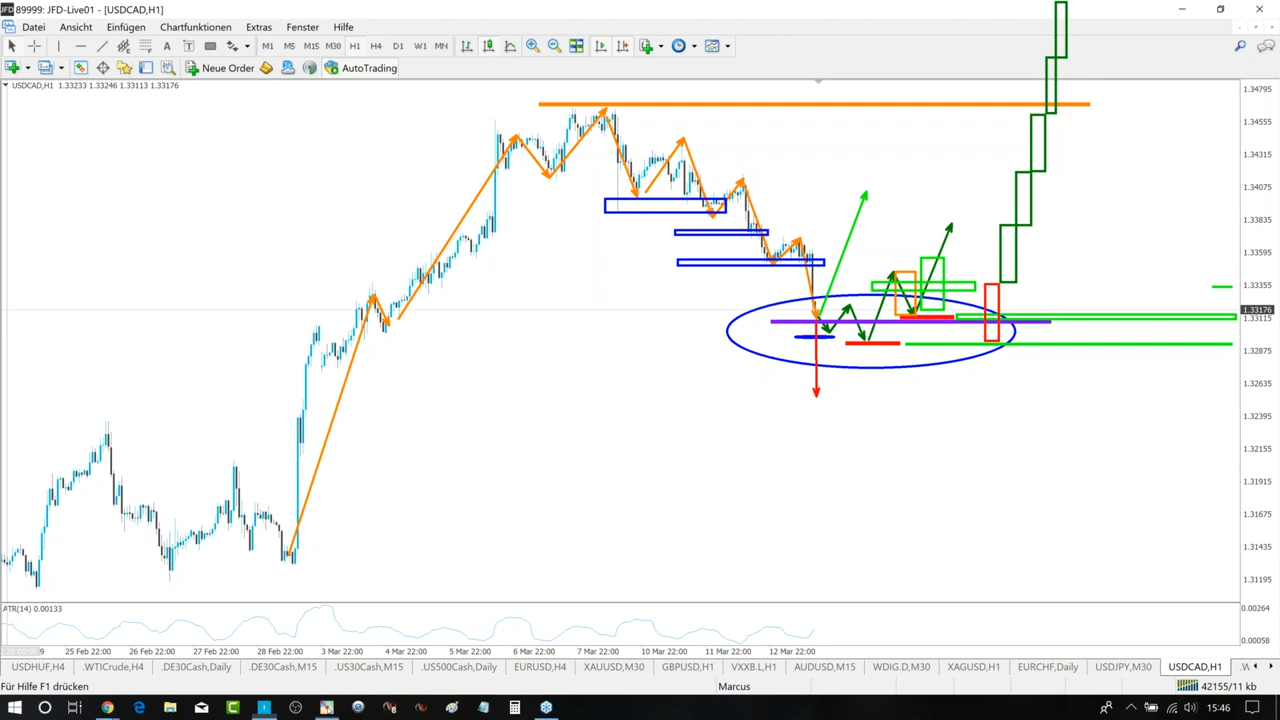 JFD 89999: JFD-Live01 - [USDCAD,H1]
Datei Ansicht Einfügen Chartfunktionen Extras Fenster Hilfe
A T M1 M5 M15 M30 H1 H4 D1 W1 MN
Neue Order AutoTrading
USDCAD,H1 1.33233 1.33246 1.33113 1.33176
1.34795
1.34555
1.34315
1.34075
1.33835
1.33595
1.33355
1.33176
1.33115
1.32875
1.32635
1.32395
1.32155
1.31915
1.31675
1.31435
1.31195
ATR(14) 0.00133
0.00264
0.00058
25 Feb 22:00 26 Feb 22:00 27 Feb 22:00 28 Feb 22:00 4 Mar 22:00 5 Mar 22:00 6 Mar 22:00 7 Mar 22:00 10 Mar 22:00 11 Mar 22:00 12 Mar 22:00
USDHUF,H4 .WTICrude,H4 .DE30Cash,Daily .DE30Cash,M15 .US30Cash,M15 .US500Cash,Daily EURUSD,H4 XAUUSD,M30 GBPUSD,H1 VXXB.L,H1 AUDUSD,M15 WDIG.D,M30 XAGUSD,H1 EURCHF,Daily USDJPY,M30 USDCAD,H1
Für Hilfe F1 drücken Marcus 42155/11 kb
15:46